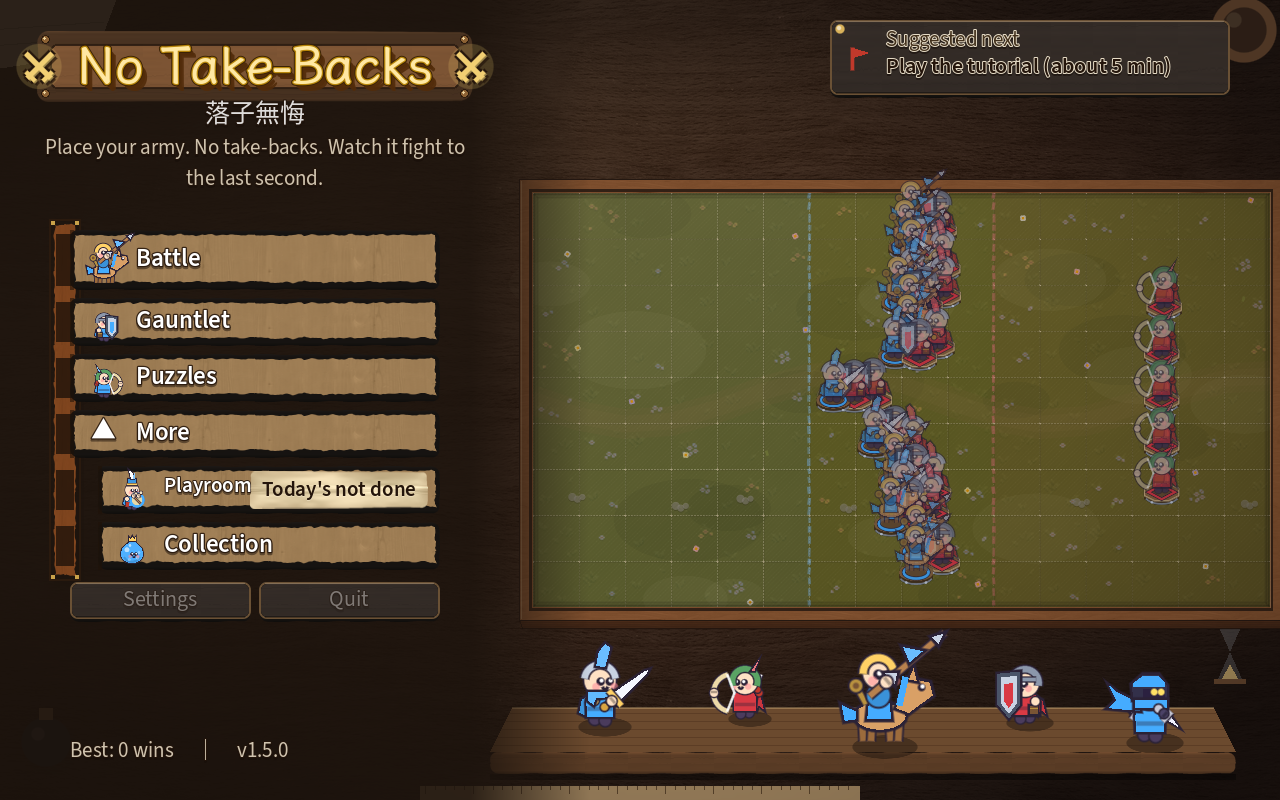 No Take-Backs
落子無悔
Place your army. No take-backs. Watch it fight to
the last second.
Suggested next
Play the tutorial (about 5 min)
Battle
Gauntlet
Puzzles
More
Playroom
Today's not done
Collection
Settings
Quit
Best: 0 wins
v1.5.0